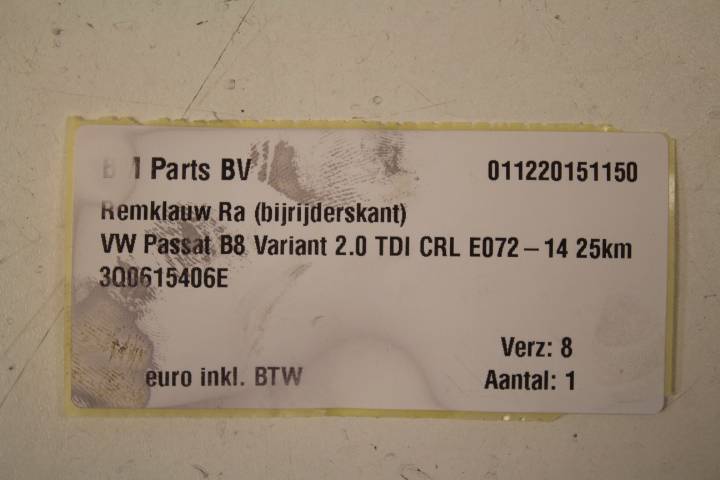 Parts BV 011220151150
Remklauw Ra (bijrijderskant)
VW Passat B8 Variant 2.0 TDI CRL E072 – 14 25km
3Q0615406E
Verz: 8
euro inkl. BTW Aantal: 1